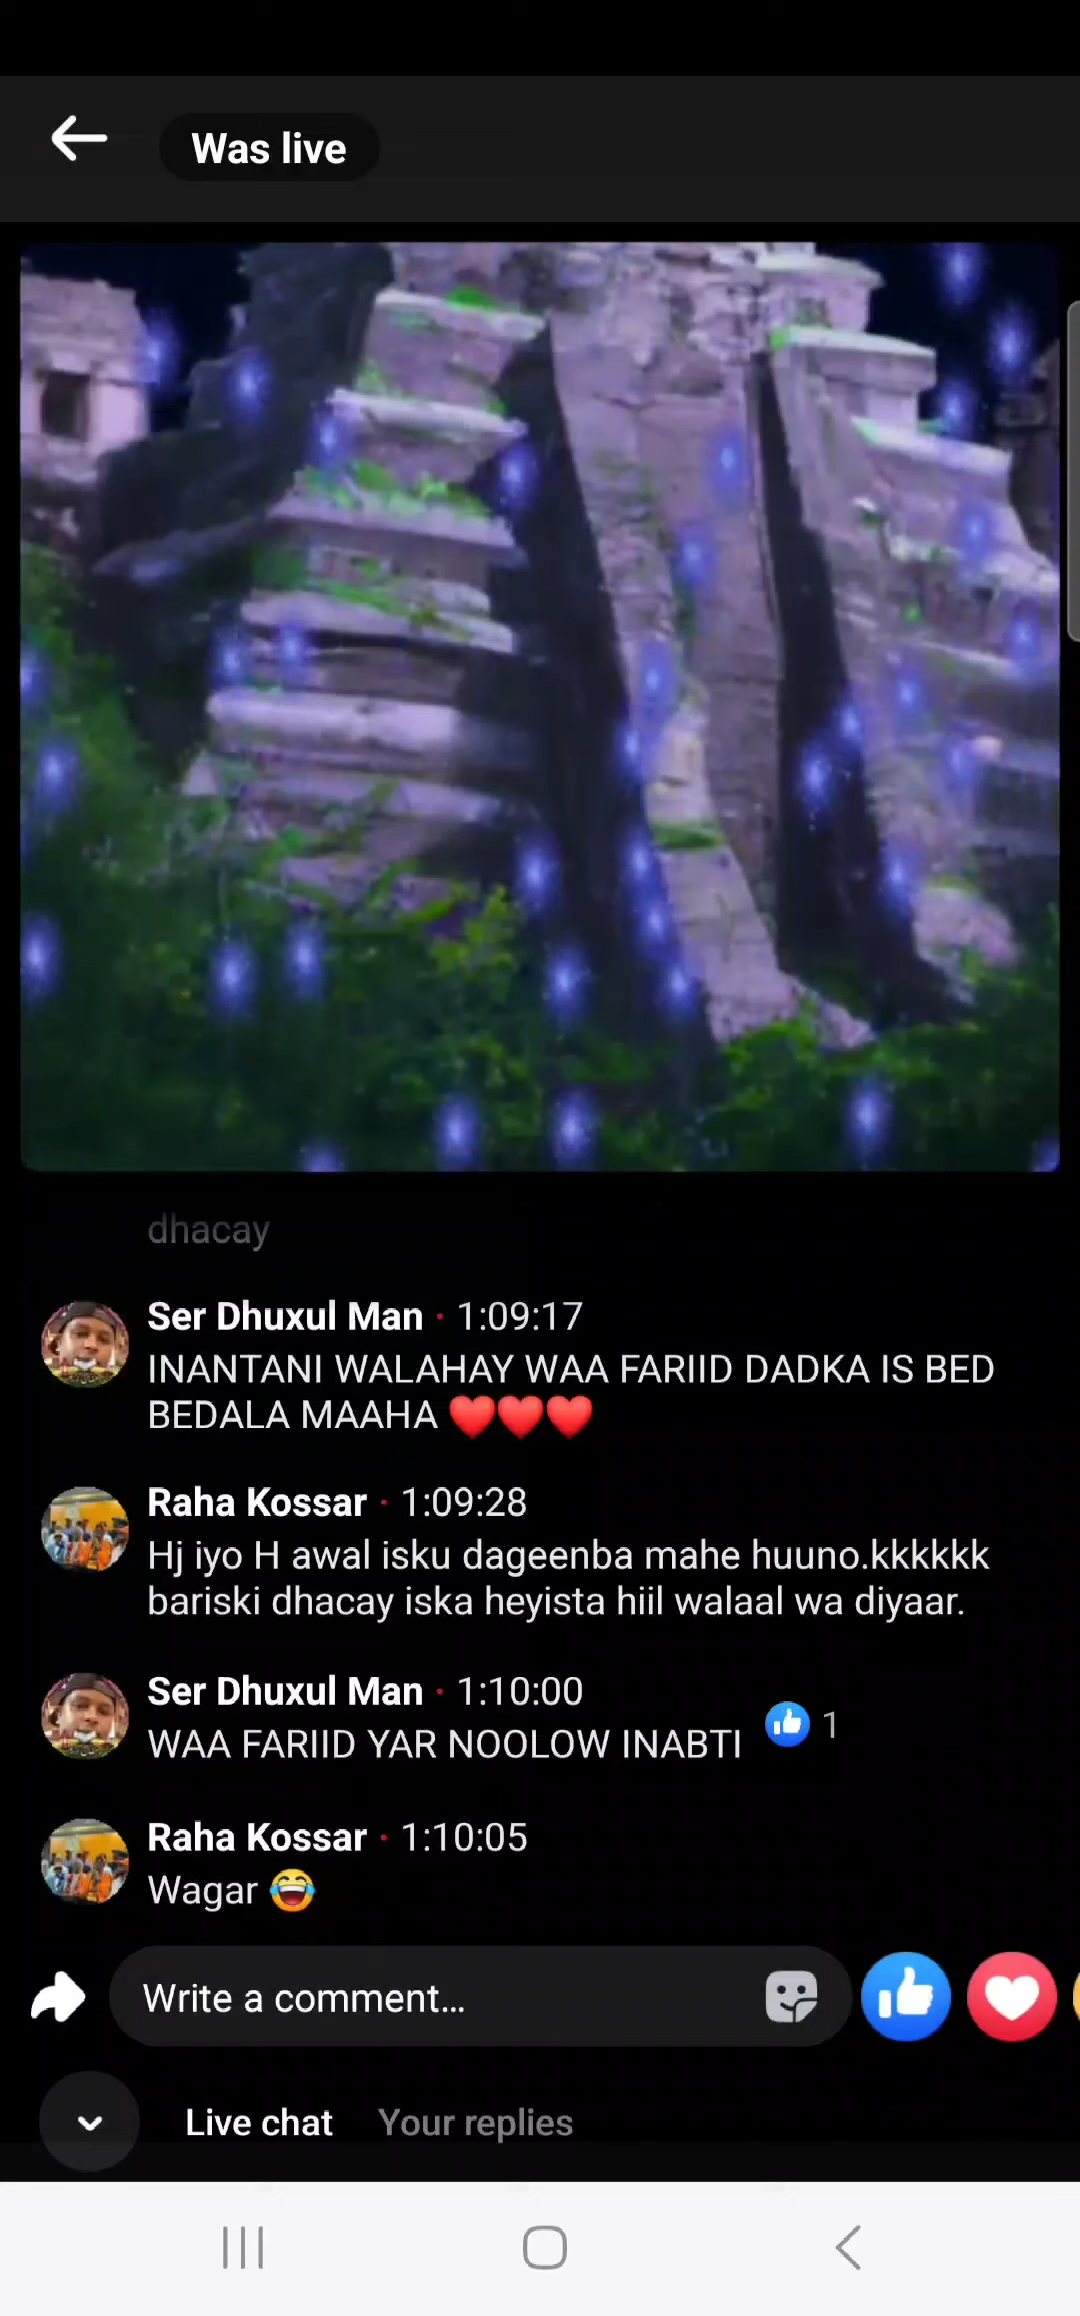 Was live
dhacay
Ser Dhuxul Man · 1:09:17
INANTANI WALAHAY WAA FARIID DADKA IS BED
BEDALA MAAHA ❤️❤️❤️
Raha Kossar · 1:09:28
Hj iyo H awal isku dageenba mahe huuno.kkkkkk
bariski dhacay iska heyista hiil walaal wa diyaar.
Ser Dhuxul Man · 1:10:00
WAA FARIID YAR NOOLOW INABTI 1
Raha Kossar · 1:10:05
Wagar 😂
Write a comment...
Live chat Your replies